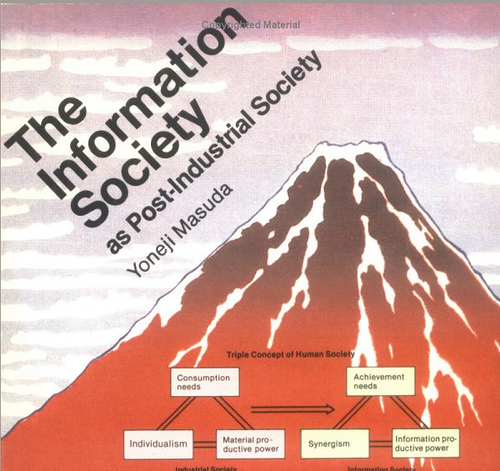 Copyrighted Material
The
Information
Society
as Post-Industrial Society
Yoneji Masuda
Triple Concept of Human Society
Consumption
needs
Achievement
needs
Individualism
Material pro-
ductive power
Synergism
Information pro-
ductive power
Industrial Society
Information Society